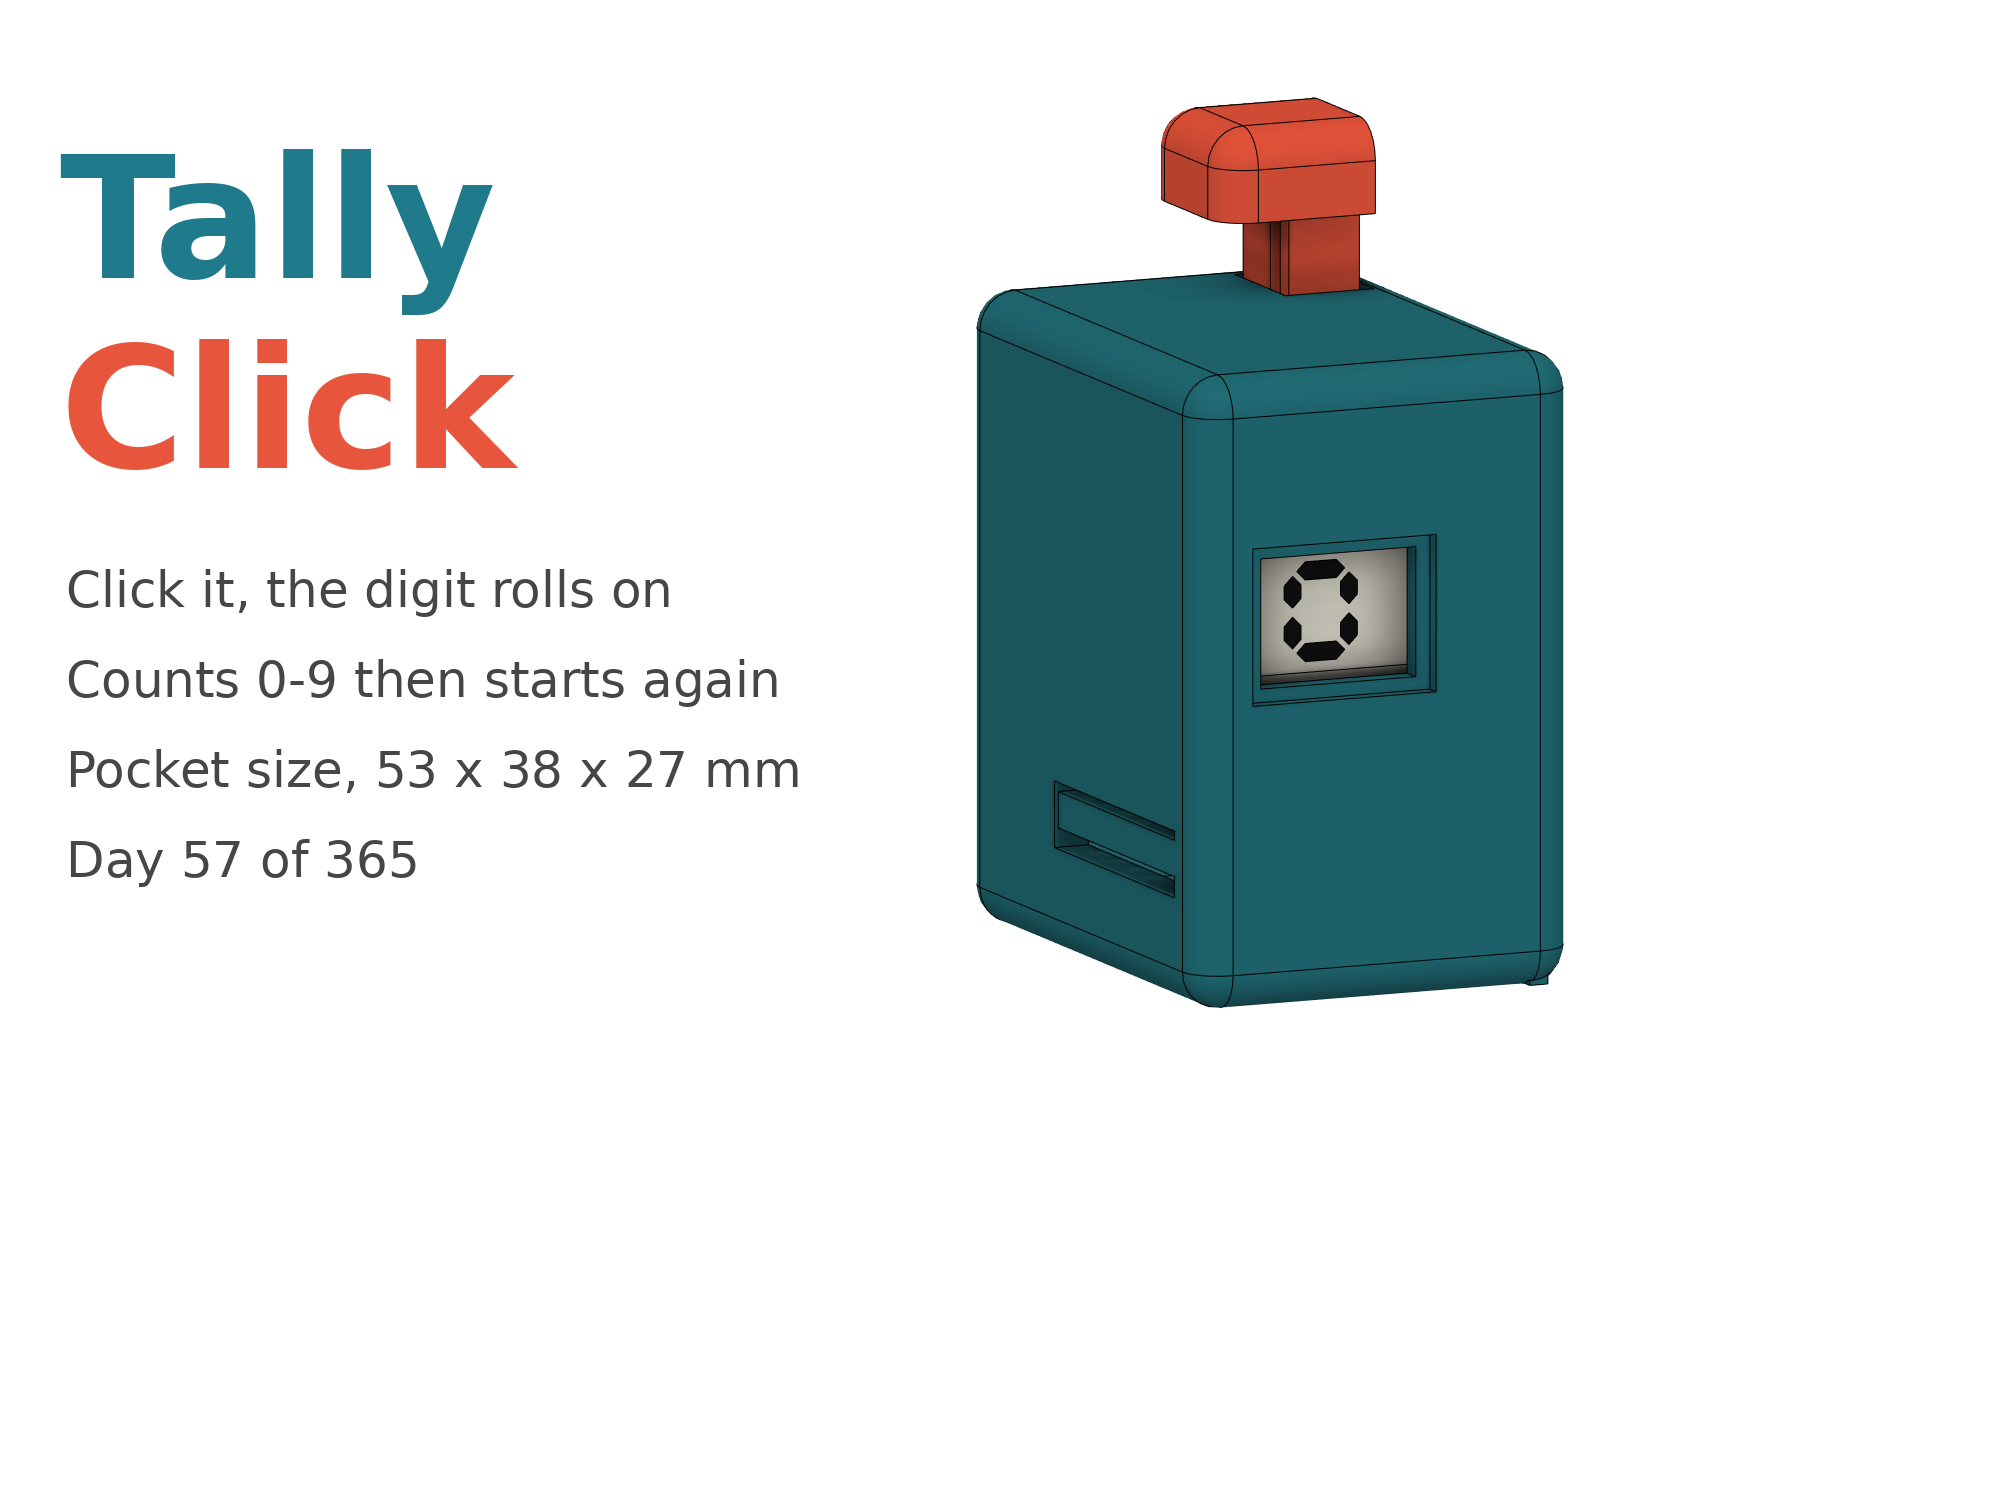 Tally
Click
Click it, the digit rolls on
Counts 0-9 then starts again
Pocket size, 53 x 38 x 27 mm
Day 57 of 365
0